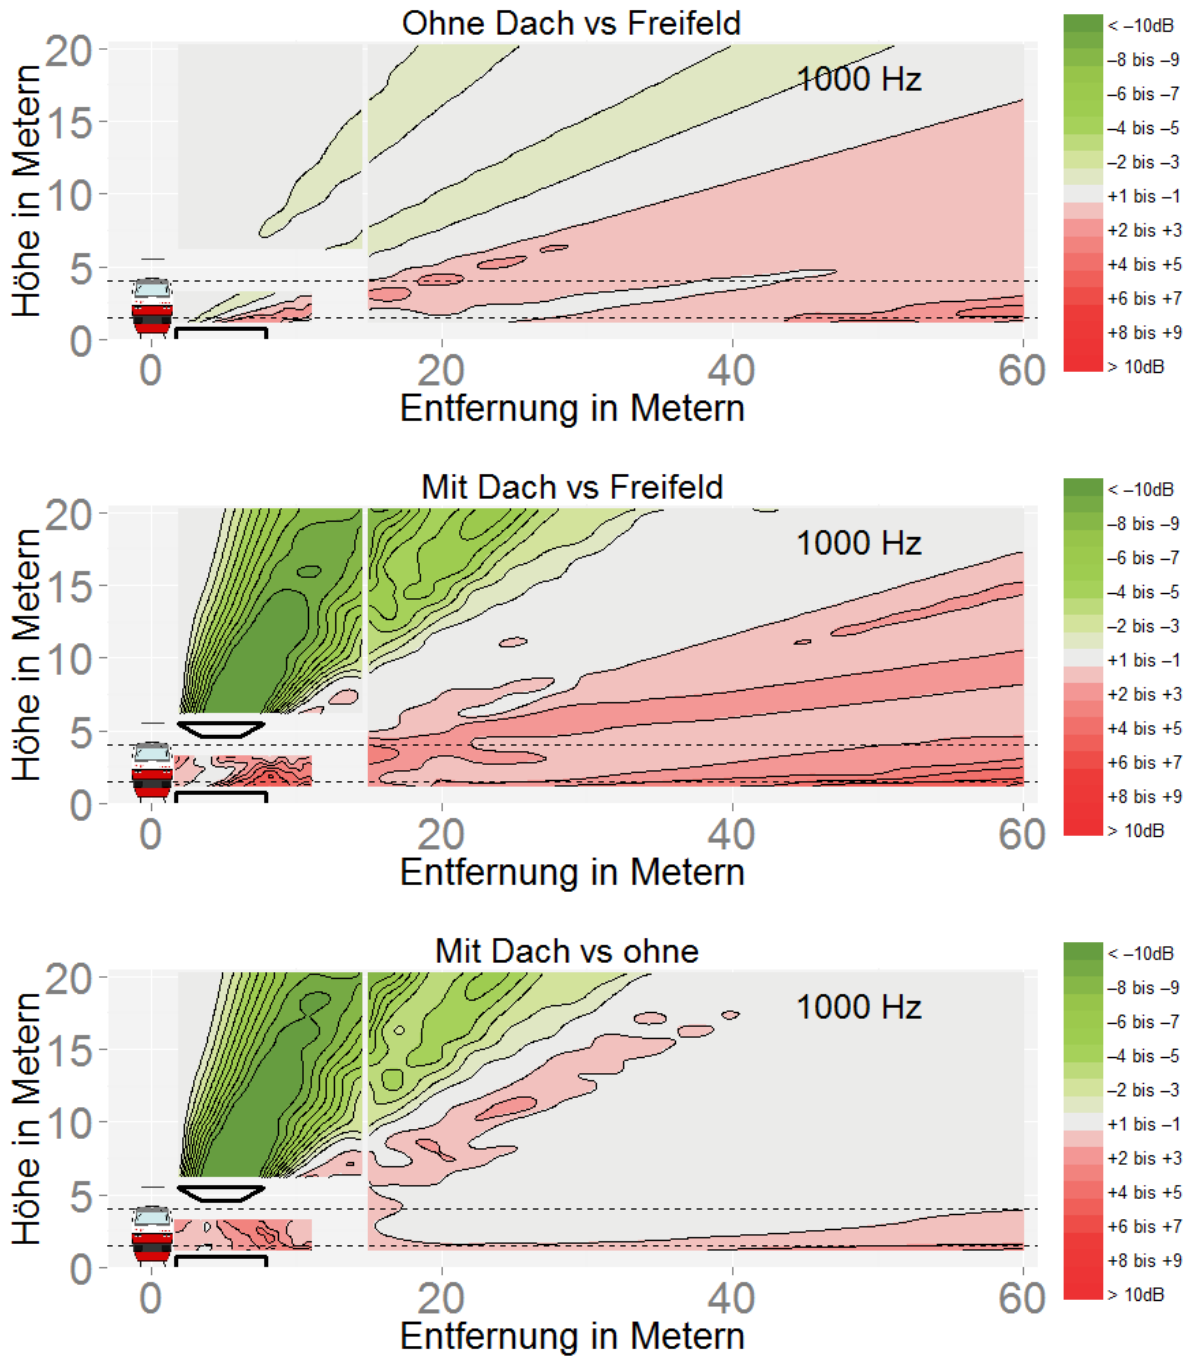 Ohne Dach vs Freifeld
1000 Hz
Höhe in Metern
20
15
10
5
0
0 20 40 60
Entfernung in Metern
< –10dB
–8 bis –9
–6 bis –7
–4 bis –5
–2 bis –3
+1 bis –1
+2 bis +3
+4 bis +5
+6 bis +7
+8 bis +9
> 10dB
Mit Dach vs Freifeld
1000 Hz
Höhe in Metern
20
15
10
5
0
0 20 40 60
Entfernung in Metern
< –10dB
–8 bis –9
–6 bis –7
–4 bis –5
–2 bis –3
+1 bis –1
+2 bis +3
+4 bis +5
+6 bis +7
+8 bis +9
> 10dB
Mit Dach vs ohne
1000 Hz
Höhe in Metern
20
15
10
5
0
0 20 40 60
Entfernung in Metern
< –10dB
–8 bis –9
–6 bis –7
–4 bis –5
–2 bis –3
+1 bis –1
+2 bis +3
+4 bis +5
+6 bis +7
+8 bis +9
> 10dB